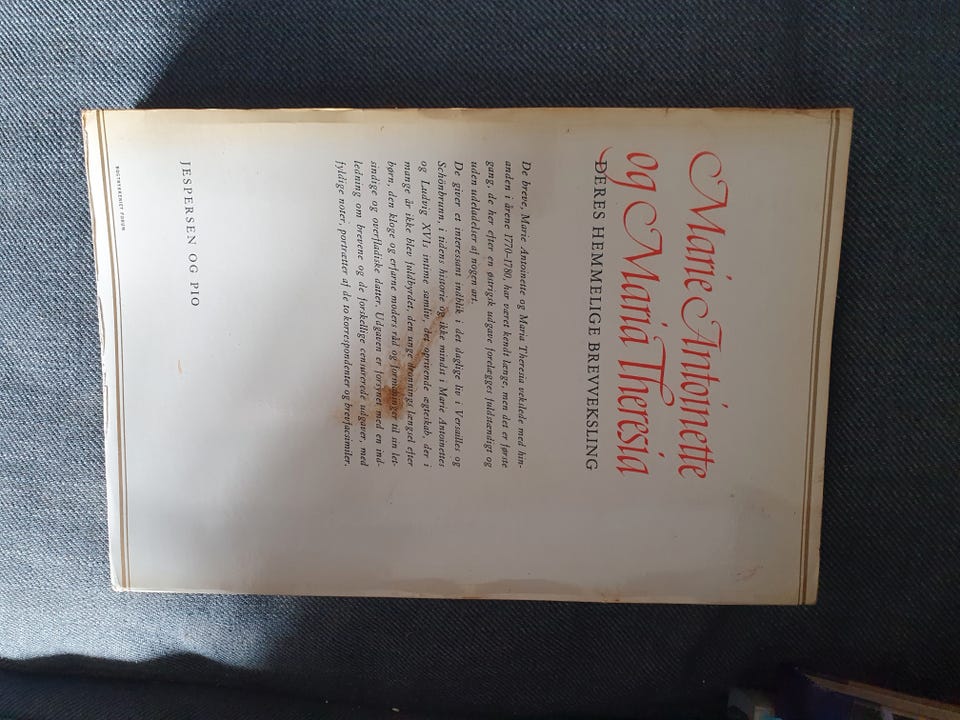 Marie Antoinette
og Maria Theresia
DERES HEMMELIGE BREVVEKSLING
De breve, Marie Antoinette og Maria Theresia vekslede med hin-
anden i årene 1770-1780, har været kendt længe, men det er første
gang, de her efter en østrigsk udgave forelægges fuldstændigt og
uden udeladelser af nogen art.
De giver et interessant indblik i det daglige liv i Versailles og
Schönbrunn, i tidens historie og ikke mindst i Marie Antoinettes
og Ludvig XVIs intime samliv, det oprivende ægteskab, der i
mange år ikke blev fuldbyrdet, den unge dronnings længsel efter
børn, den kloge og erfarne moders råd og formaninger til sin let-
sindige og overfladiske datter. Udgaven er forsynet med en ind-
ledning om brevene og de forskellige censurerede udgaver, med
fyldige noter, portrætter af de to korrespondenter og brevfacsimiler.
JESPERSEN OG PIO
BOGTRYKKERIET FORUM